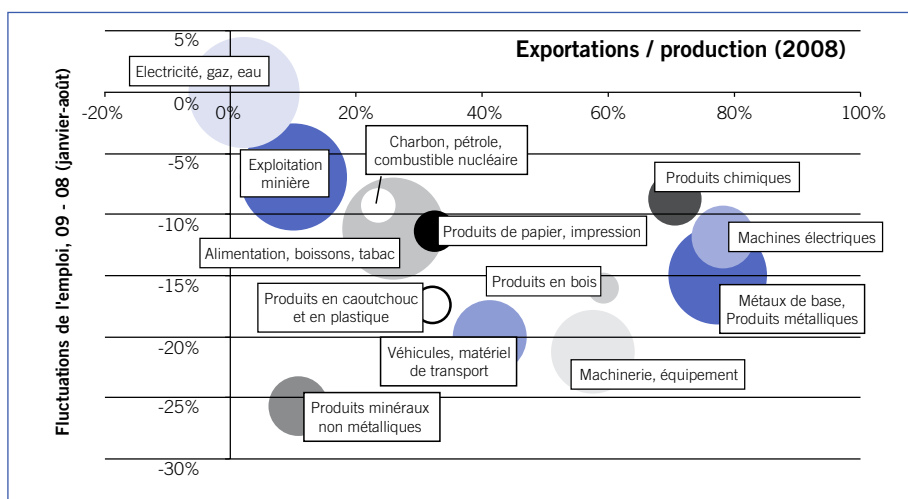 Exportations / production (2008)
Fluctuations de l'emploi, 09 - 08 (janvier-août)
5%
Electricité, gaz, eau
0%
-20%
0%
20%
40%
60%
80%
100%
-5%
Charbon, pétrole,
combustible nucléaire
Exploitation
minière
Produits chimiques
-10%
Produits de papier, impression
Machines électriques
Alimentation, boissons, tabac
-15%
Produits en bois
Produits en caoutchouc
et en plastique
Métaux de base,
Produits métalliques
-20%
Véhicules, matériel
de transport
Machinerie, équipement
-25%
Produits minéraux
non métalliques
-30%